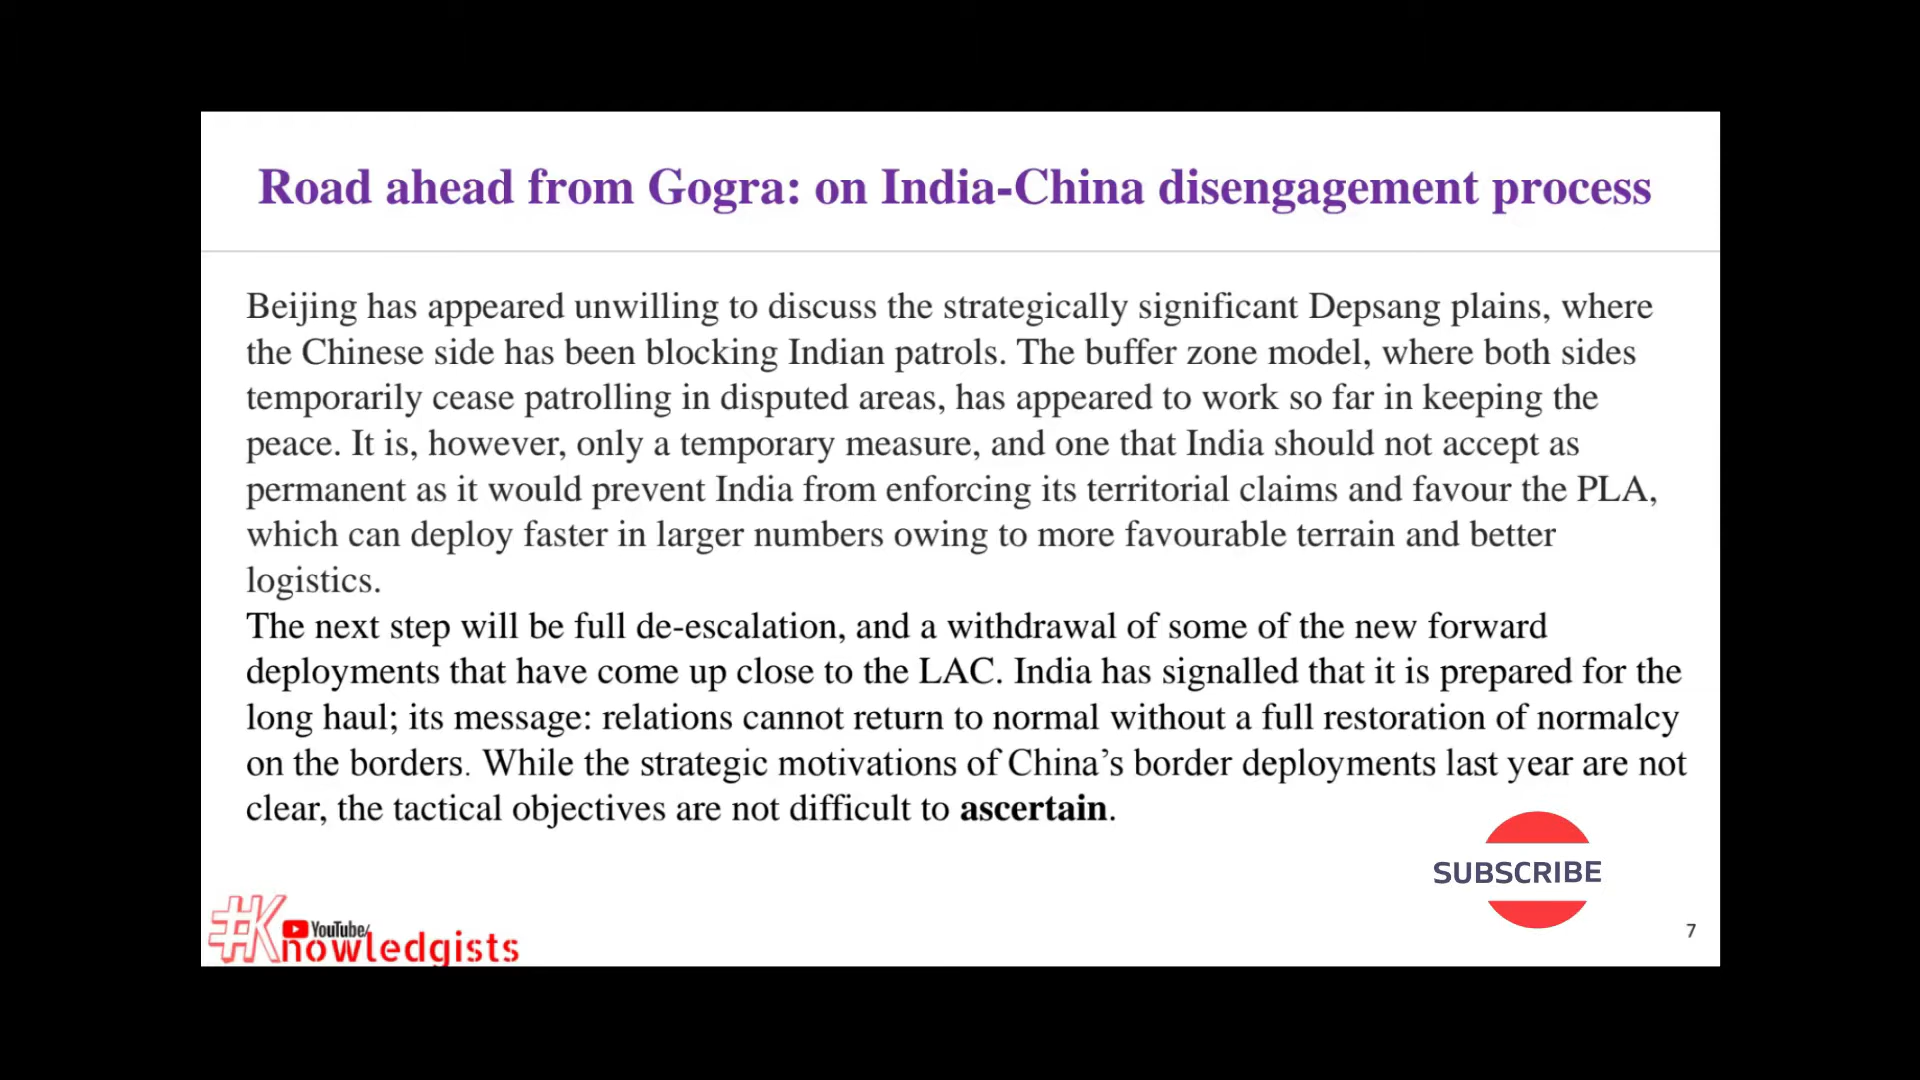 Road ahead from Gogra: on India-China disengagement process
Beijing has appeared unwilling to discuss the strategically significant Depsang plains, where
the Chinese side has been blocking Indian patrols. The buffer zone model, where both sides
temporarily cease patrolling in disputed areas, has appeared to work so far in keeping the
peace. It is, however, only a temporary measure, and one that India should not accept as
permanent as it would prevent India from enforcing its territorial claims and favour the PLA,
which can deploy faster in larger numbers owing to more favourable terrain and better
logistics.
The next step will be full de-escalation, and a withdrawal of some of the new forward
deployments that have come up close to the LAC. India has signalled that it is prepared for the
long haul; its message: relations cannot return to normal without a full restoration of normalcy
on the borders. While the strategic motivations of China’s border deployments last year are not
clear, the tactical objectives are not difficult to ascertain.
SUBSCRIBE
YouTube/
#Knowledgists
7